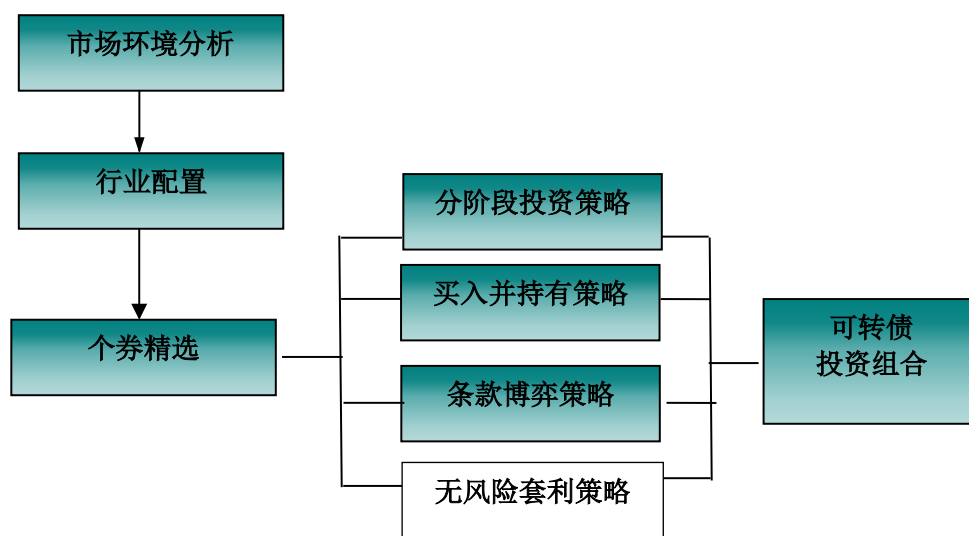 市场环境分析
行业配置
个券精选
分阶段投资策略
买入并持有策略
条款博弈策略
无风险套利策略
可转债
投资组合